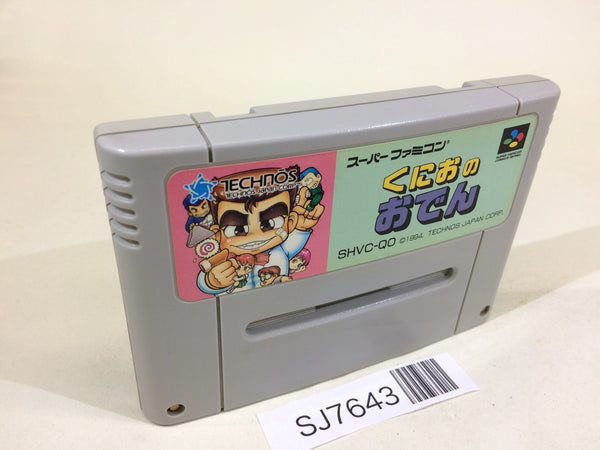 TECHNŌS
TECHNOS JAPAN CORP.
スーパーファミコン
くにおの
おでん
SHVC-QO ©1994, TECHNOS JAPAN CORP.
SJ7643